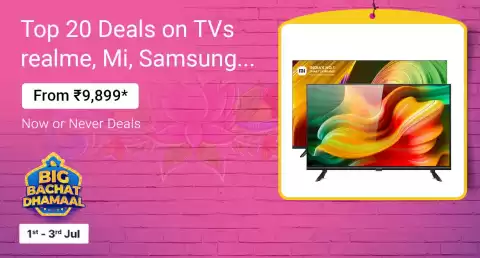 Top 20 Deals on TVs
realme, Mi, Samsung...
From ₹9,899*
Now or Never Deals
BIG
BACHAT
DHAMAAL
1st - 3rd Jul